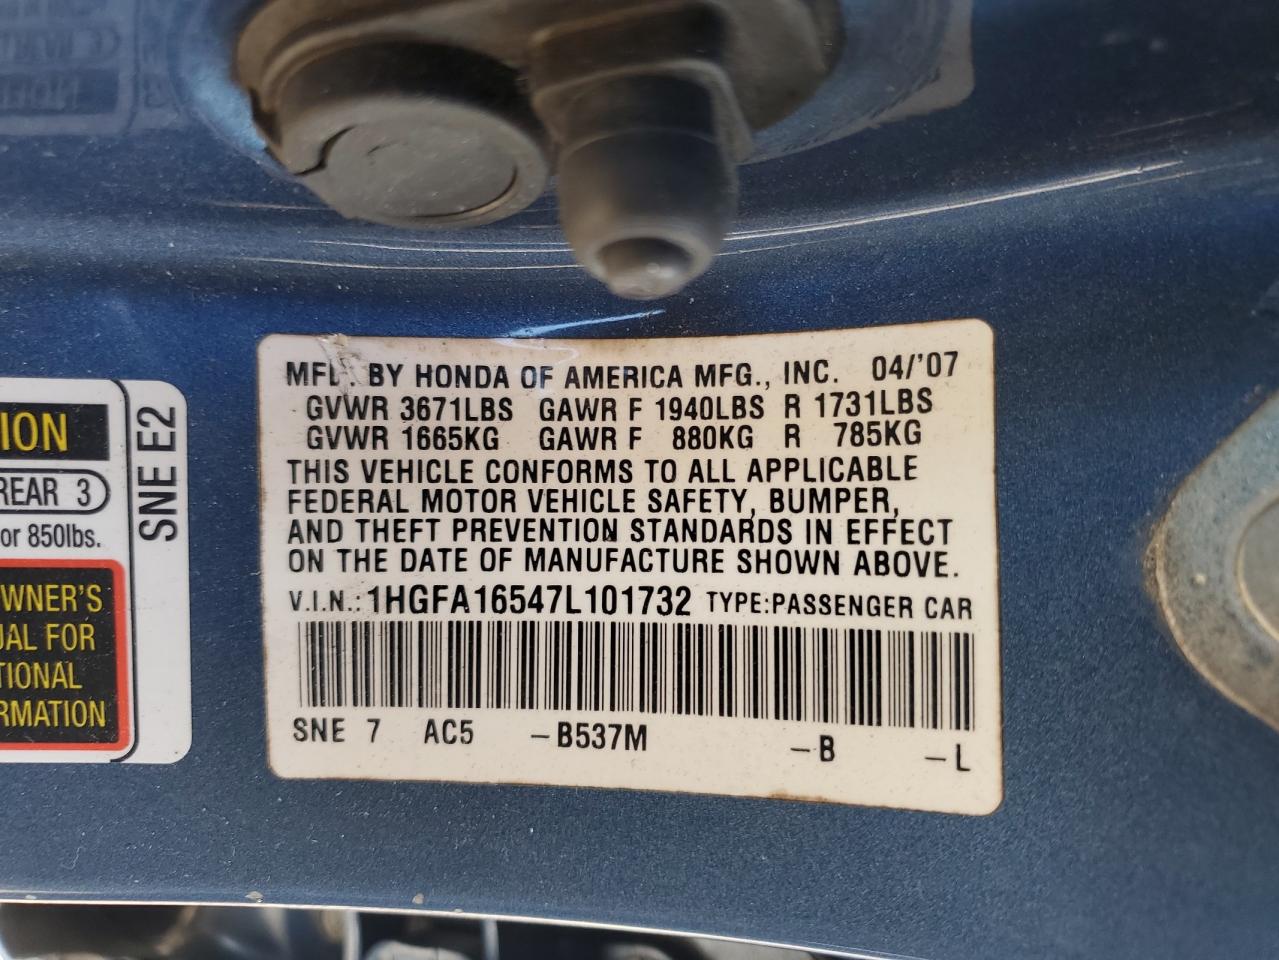 MFD. BY HONDA OF AMERICA MFG., INC. 04/'07
GVWR 3671LBS GAWR F 1940LBS R 1731LBS
GVWR 1665KG GAWR F 880KG R 785KG
THIS VEHICLE CONFORMS TO ALL APPLICABLE
FEDERAL MOTOR VEHICLE SAFETY, BUMPER,
AND THEFT PREVENTION STANDARDS IN EFFECT
ON THE DATE OF MANUFACTURE SHOWN ABOVE.
V.I.N.: 1HGFA16547L101732 TYPE:PASSENGER CAR
SNE 7 AC5 -B537M -B -L
ION
REAR 3
or 850lbs.
WNER'S
UAL FOR
TIONAL
RMATION
SNE E2